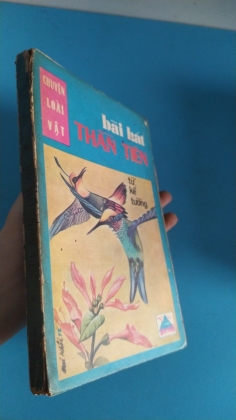 CHUYỆN
LOÀI
VẬT
bài hát
THẦN TIÊN
từ
kế
tường